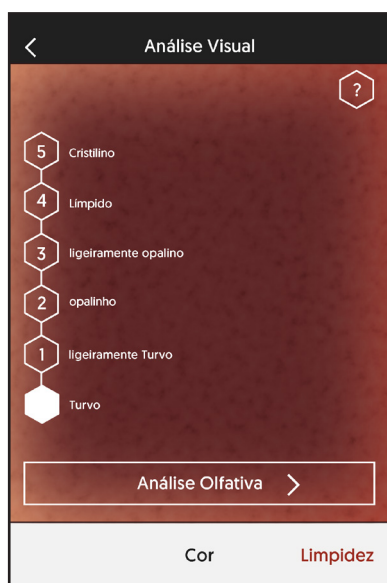 Análise Visual
?
5 Cristilino
4 Límpido
3 ligeiramente opalino
2 opalinho
1 ligeiramente Turvo
Turvo
Análise Olfativa
Cor Limpidez